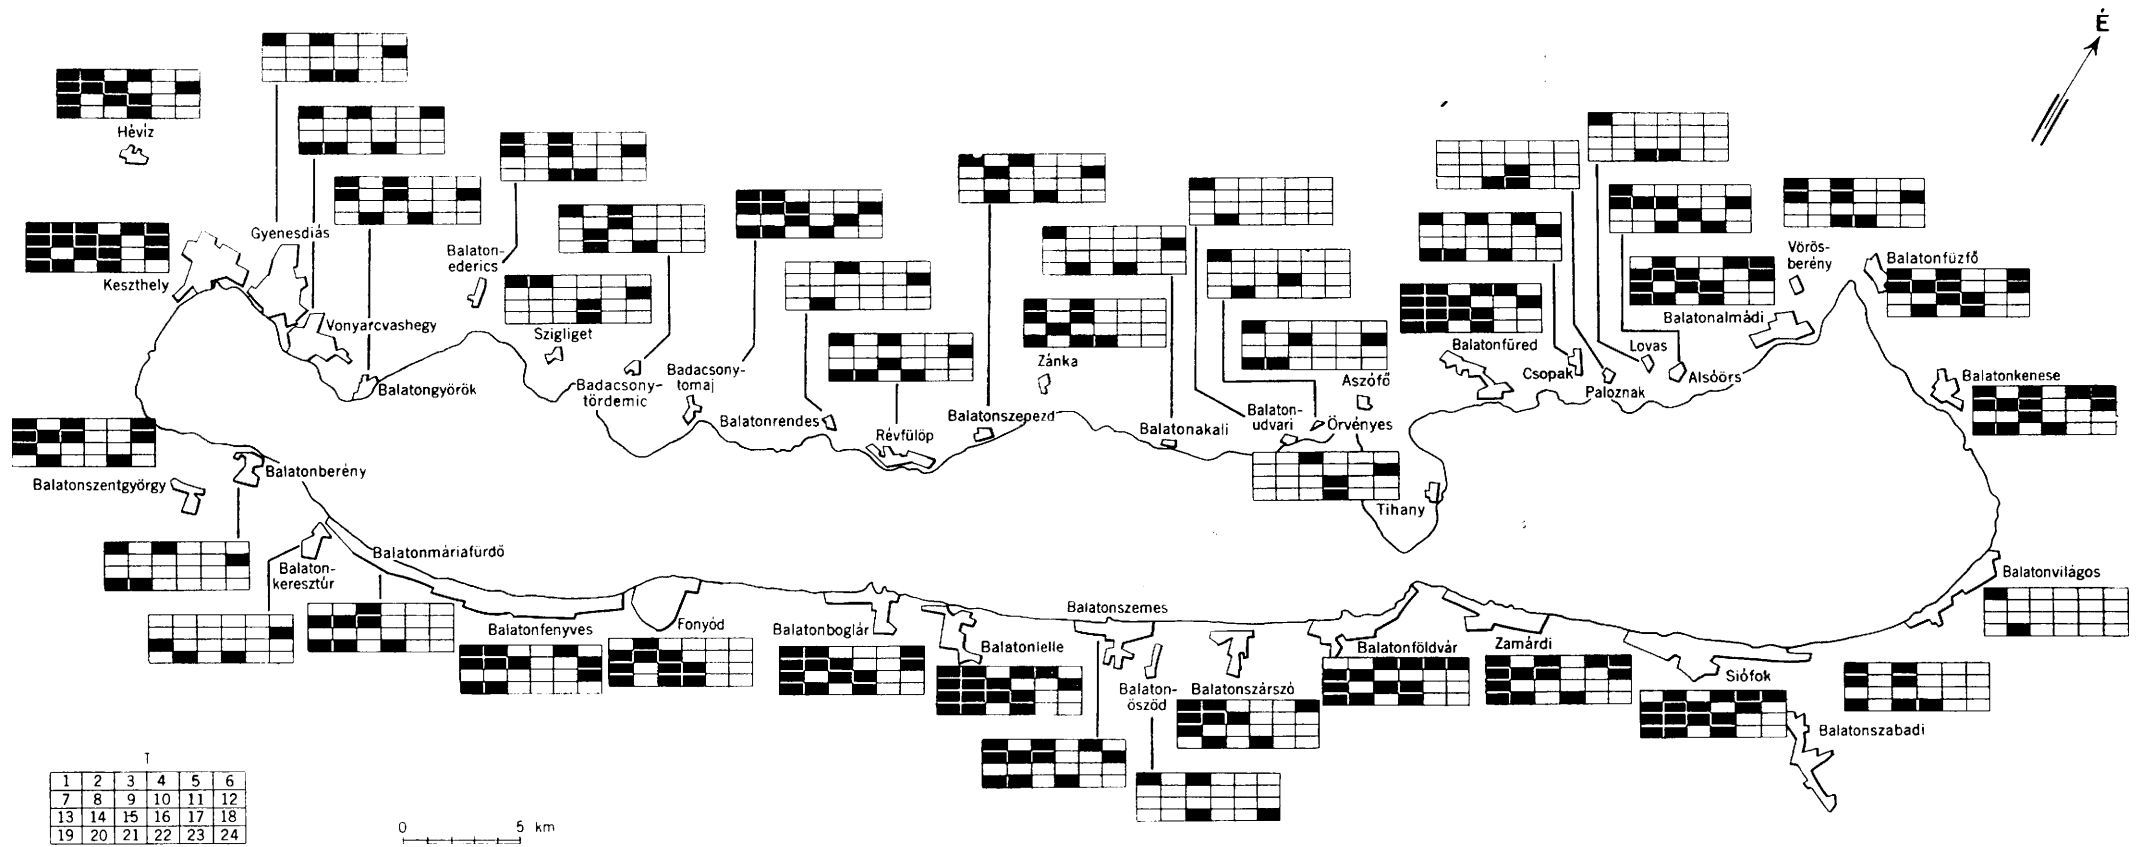 É
Hévíz
Gyenesdiás
Keszthely
Vonyarcvashegy
Balatongyörök
Balaton-
ederics
Szigliget
Badacsony-
tördemic
Badacsony-
tomaj
Balatonrendes
Révfülöp
Balatonszepezd
Zánka
Balatonakali
Balaton-
udvari
Örvényes
Aszófő
Tihany
Balatonfüred
Csopak
Paloznak
Lovas
Alsóörs
Balatonalmádi
Vörös-
berény
Balatonfűzfő
Balatonkenese
Balatonvilágos
Balatonszentgyörgy
Balatonberény
Balaton-
keresztúr
Balatonmáriafürdő
Balatonfenyves
Fonyód
Balatonboglár
Balatonlelle
Balatonszemes
Balaton-
öszöd
Balatonszárszó
Balatonföldvár
Zamárdi
Siófok
Balatonszabadi
T
1 2 3 4 5 6
7 8 9 10 11 12
13 14 15 16 17 18
19 20 21 22 23 24
0 5 km